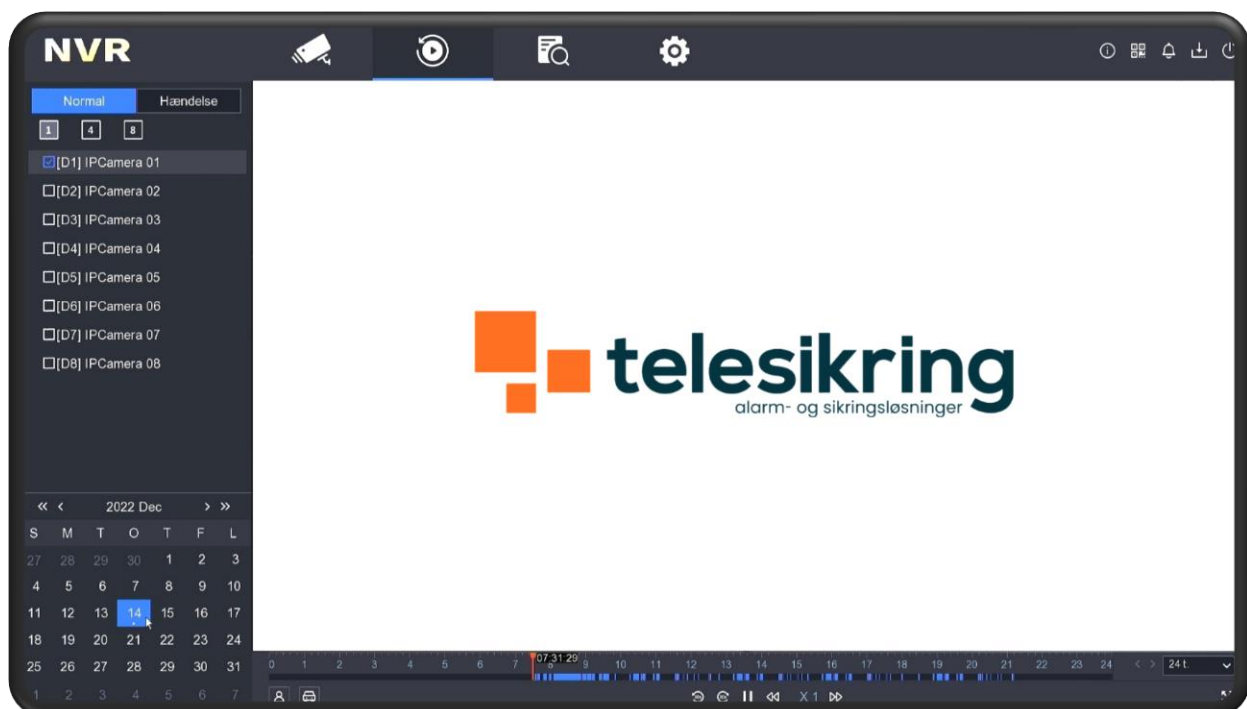 NVR
Normal Hændelse
1 4 8
[D1] IPCamera 01
[D2] IPCamera 02
[D3] IPCamera 03
[D4] IPCamera 04
[D5] IPCamera 05
[D6] IPCamera 06
[D7] IPCamera 07
[D8] IPCamera 08
telesikring
alarm- og sikringsløsninger
« < 2022 Dec > »
S M T O T F L
27 28 29 30 1 2 3
4 5 6 7 8 9 10
11 12 13 14 15 16 17
18 19 20 21 22 23 24
25 26 27 28 29 30 31
1 2 3 4 5 6 7
07:31:29
0 1 2 3 4 5 6 7 8 9 10 11 12 13 14 15 16 17 18 19 20 21 22 23 24 < > 24 t.
X 1